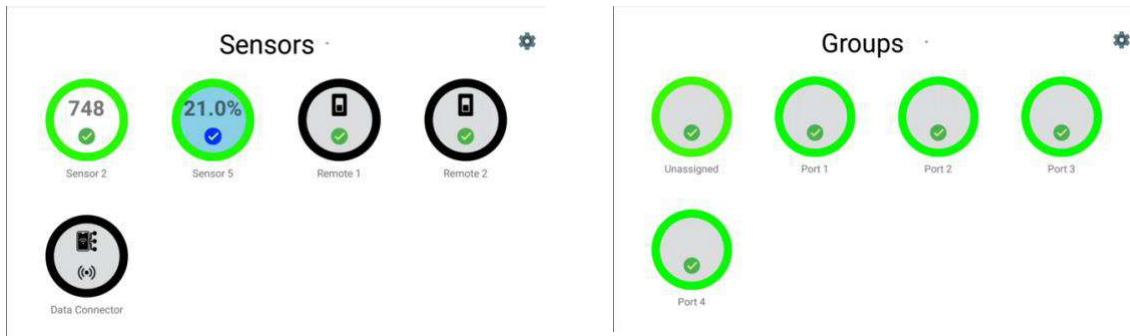 Sensors
748
21.0%
Sensor 2
Sensor 5
Remote 1
Remote 2
Data Connector
Groups
Unassigned
Port 1
Port 2
Port 3
Port 4